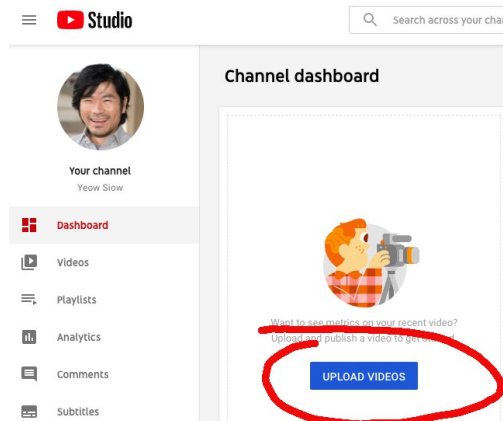 Studio
Search across your cha
Channel dashboard
Your channel
Yeow Siow
Dashboard
Videos
Playlists
Analytics
Comments
Subtitles
Want to see metrics on your recent video?
Upload and publish a video to get started.
UPLOAD VIDEOS